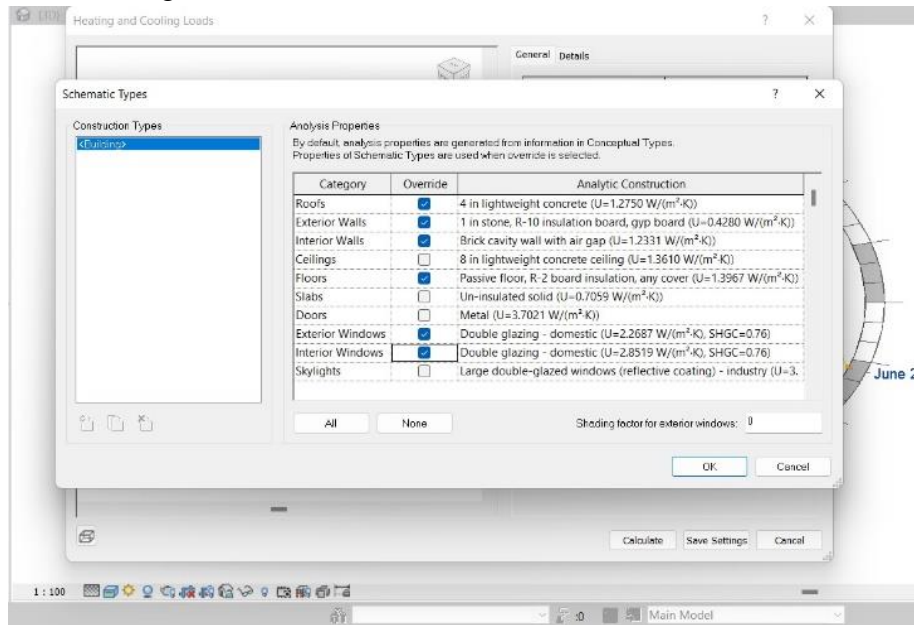 Heating and Cooling Loads
General Details
Schematic Types
Construction Types
<Building>
Analysis Properties
By default, analysis properties are generated from information in Conceptual Types.
Properties of Schematic Types are used when override is selected.
Category Override Analytic Construction
Roofs 4 in lightweight concrete (U=1.2750 W/(m²·K))
Exterior Walls 1 in stone, R-10 insulation board, gyp board (U=0.4280 W/(m²·K))
Interior Walls Brick cavity wall with air gap (U=1.2331 W/(m²·K))
Ceilings 8 in lightweight concrete ceiling (U=1.3610 W/(m²·K))
Floors Passive floor, R-2 board insulation, any cover (U=1.3967 W/(m²·K))
Slabs Un-insulated solid (U=0.7059 W/(m²·K))
Doors Metal (U=3.7021 W/(m²·K))
Exterior Windows Double glazing - domestic (U=2.2687 W/(m²·K), SHGC=0.76)
Interior Windows Double glazing - domestic (U=2.8519 W/(m²·K), SHGC=0.76)
Skylights Large double-glazed windows (reflective coating) - industry (U=3.
June 2
All None Shading factor for exterior windows: 0
OK Cancel
Calculate Save Settings Cancel
1 : 100
:0 Main Model